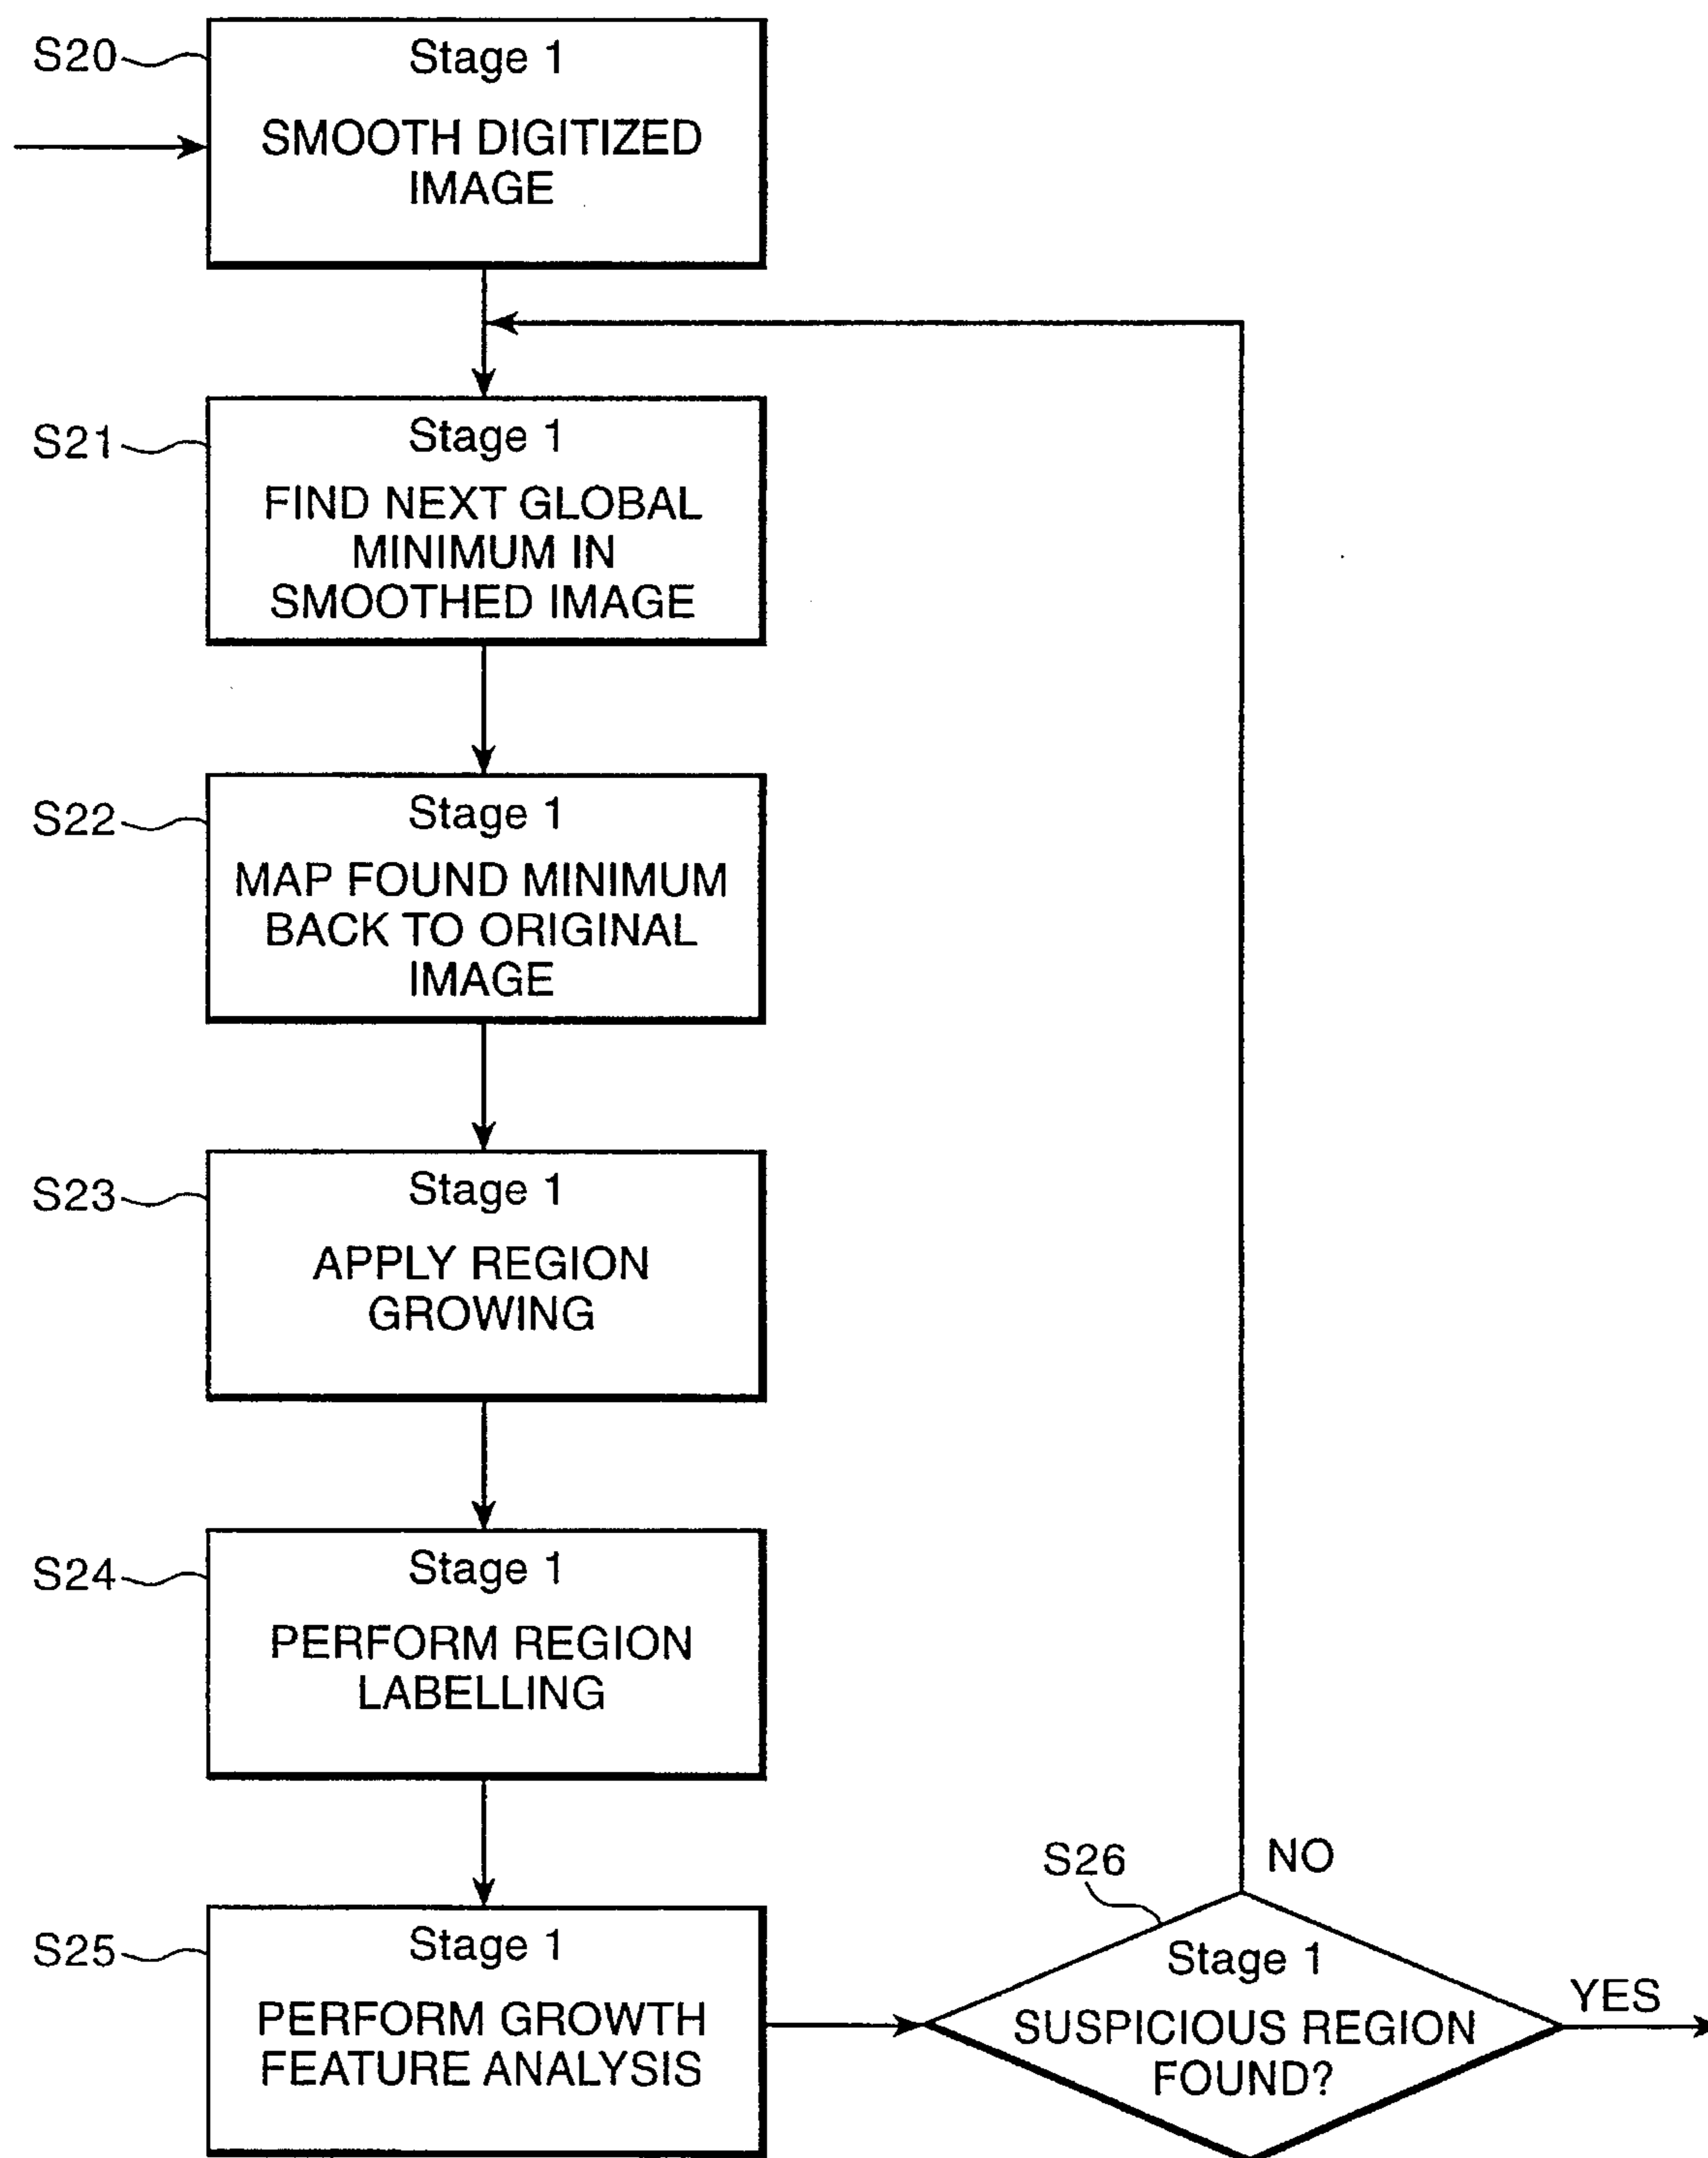 S20
Stage 1
SMOOTH DIGITIZED
IMAGE
S21
Stage 1
FIND NEXT GLOBAL
MINIMUM IN
SMOOTHED IMAGE
S22
Stage 1
MAP FOUND MINIMUM
BACK TO ORIGINAL
IMAGE
S23
Stage 1
APPLY REGION
GROWING
S24
Stage 1
PERFORM REGION
LABELLING
S25
Stage 1
PERFORM GROWTH
FEATURE ANALYSIS
S26
NO
Stage 1
SUSPICIOUS REGION
FOUND?
YES